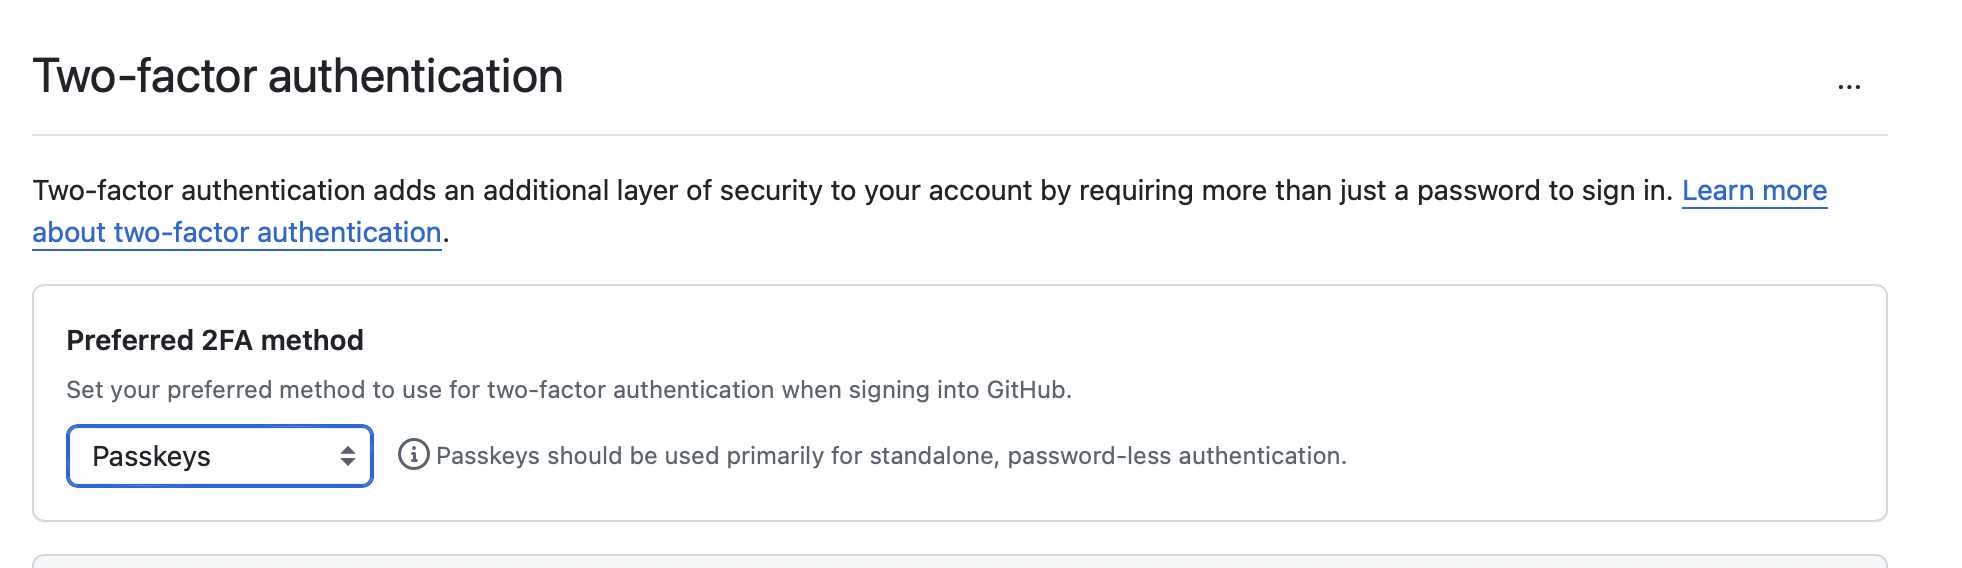 Two-factor authentication
...
Two-factor authentication adds an additional layer of security to your account by requiring more than just a password to sign in. Learn more
about two-factor authentication.
Preferred 2FA method
Set your preferred method to use for two-factor authentication when signing into GitHub.
Passkeys
Passkeys should be used primarily for standalone, password-less authentication.